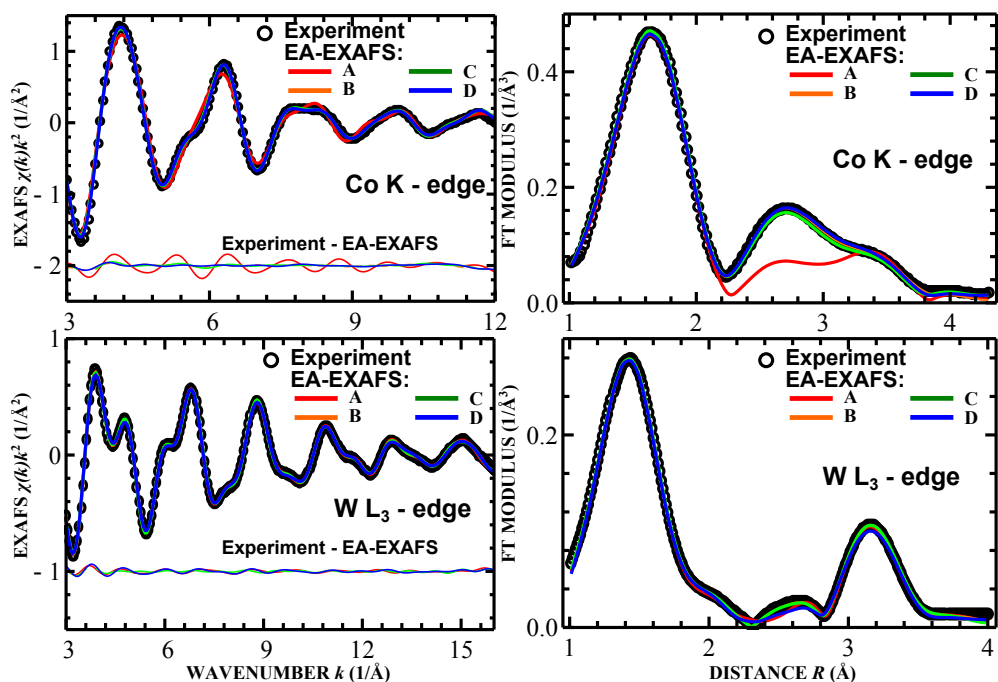 EXAFS χ(k)k² (1/Å²)
1
0
- 1
- 2
Experiment
EA-EXAFS:
A
C
B
D
Co K - edge
Experiment - EA-EXAFS
3
6
9
12
FT MODULUS (1/Å³)
0.4
0.2
0.0
Experiment
EA-EXAFS:
A
C
B
D
Co K - edge
1
2
3
4
EXAFS χ(k)k² (1/Å²)
1
0
- 1
Experiment
EA-EXAFS:
A
C
B
D
W L₃ - edge
Experiment - EA-EXAFS
3
6
9
12
15
WAVENUMBER k (1/Å)
FT MODULUS (1/Å³)
0.2
0.0
Experiment
EA-EXAFS:
A
C
B
D
W L₃ - edge
1
2
3
4
DISTANCE R (Å)